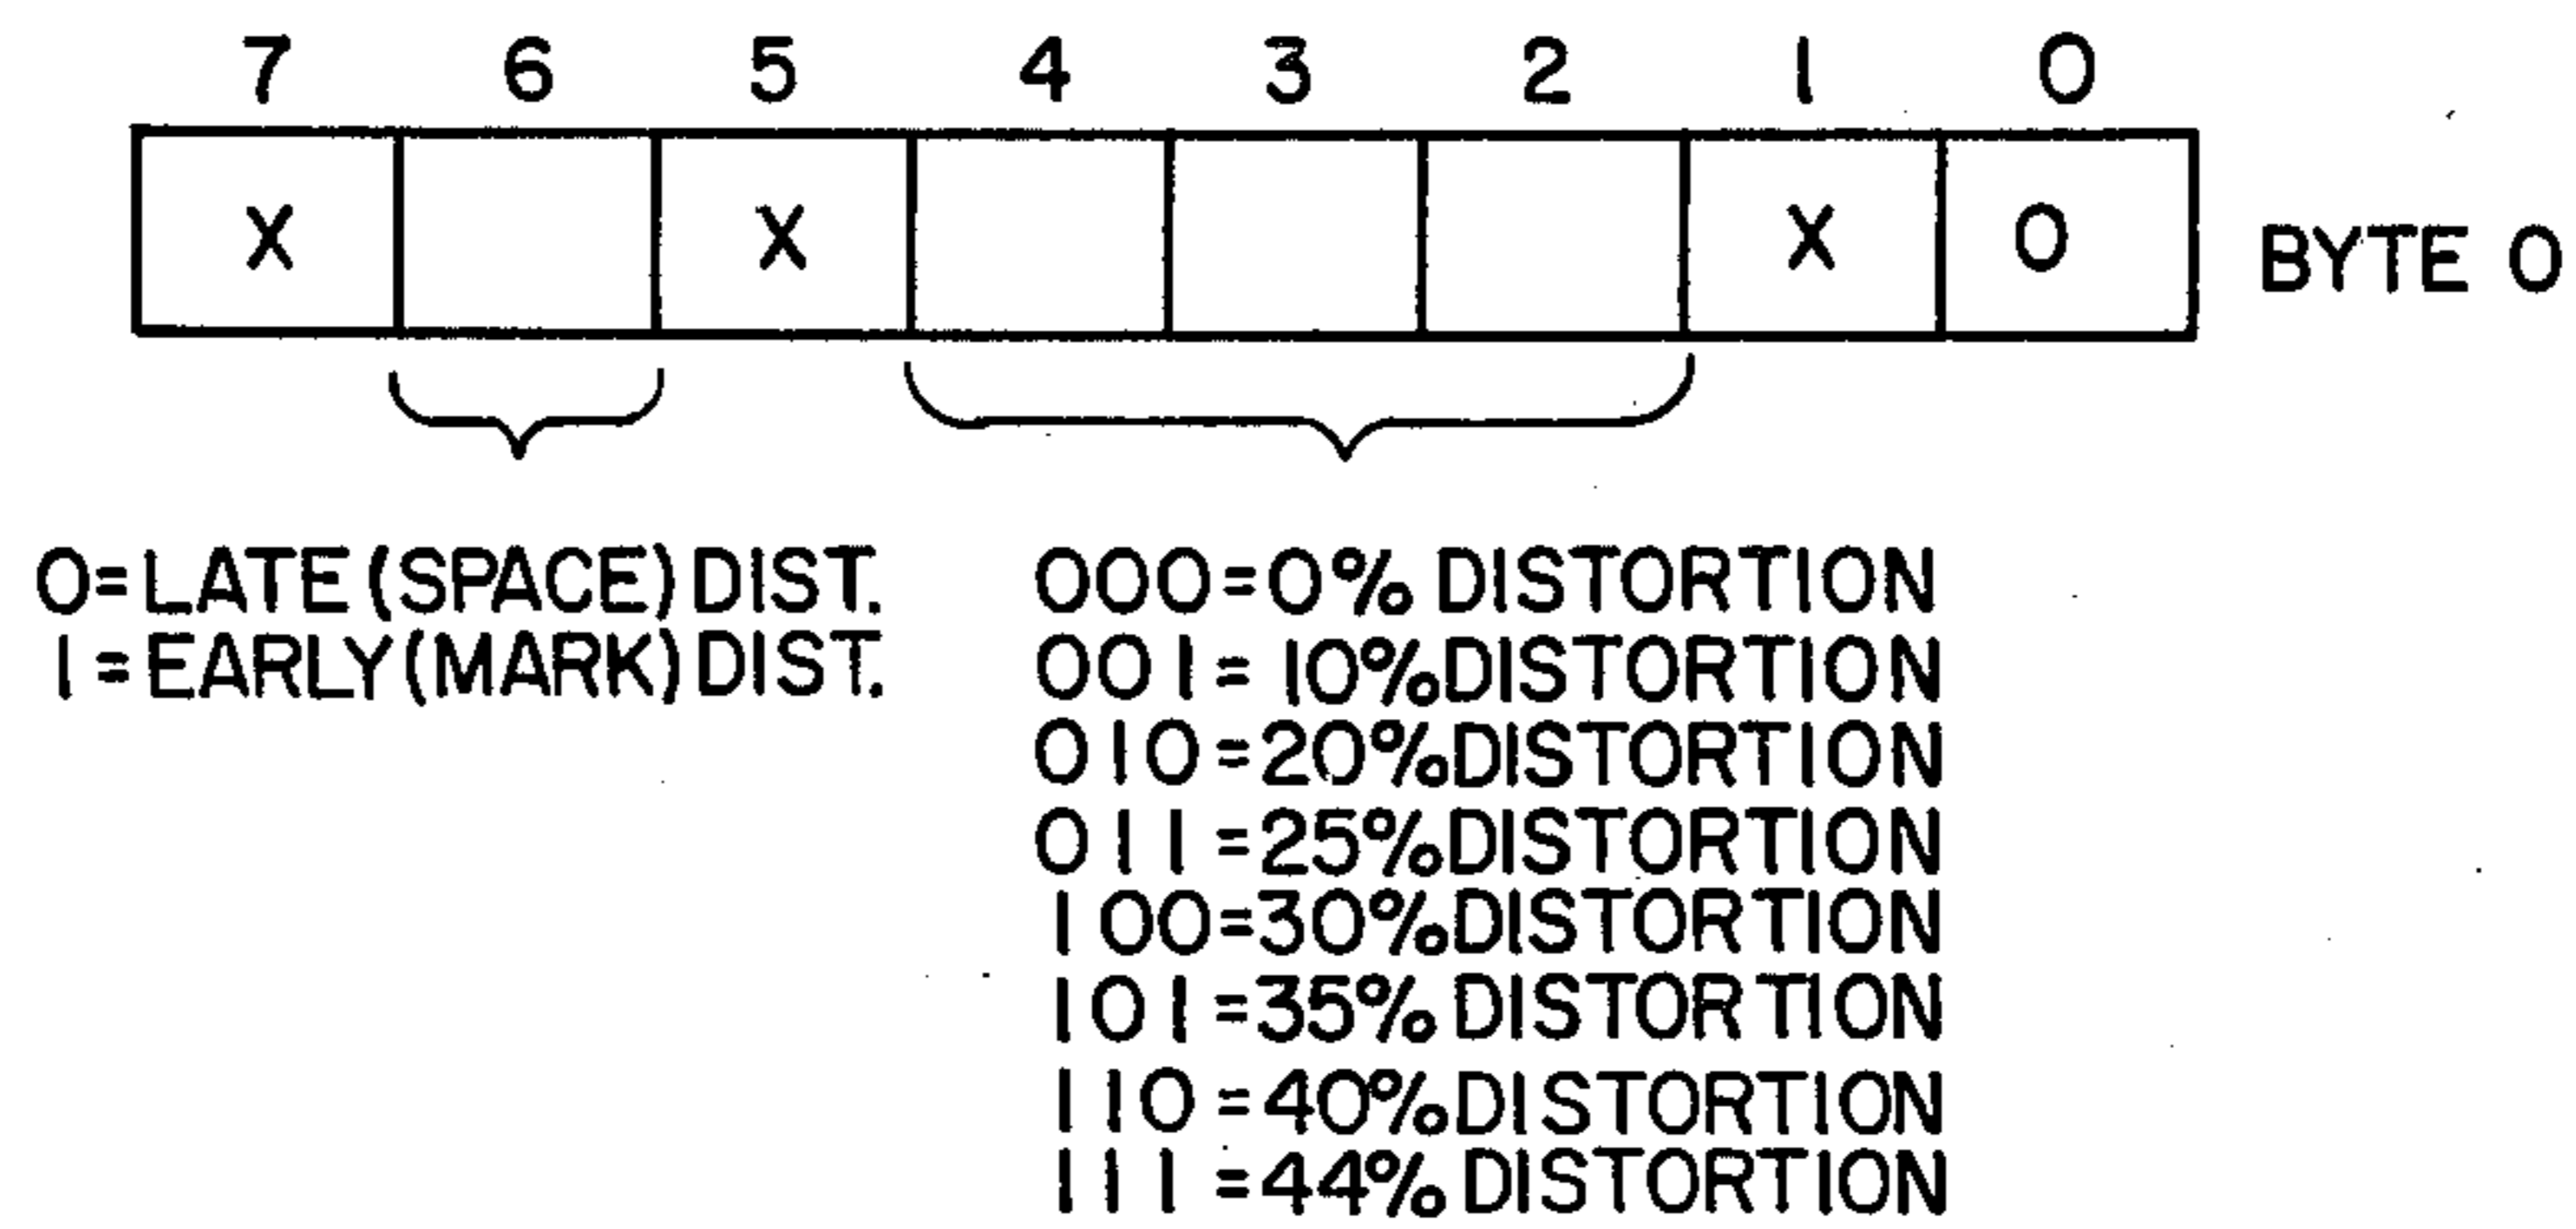 7 6 5 4 3 2 1 0
X X X 0
BYTE 0
0=LATE(SPACE)DIST.
1=EARLY(MARK)DIST.
000=0% DISTORTION
001=10%DISTORTION
010=20%DISTORTION
011=25%DISTORTION
100=30%DISTORTION
101=35% DISTORTION
110=40%DISTORTION
111=44% DISTORTION